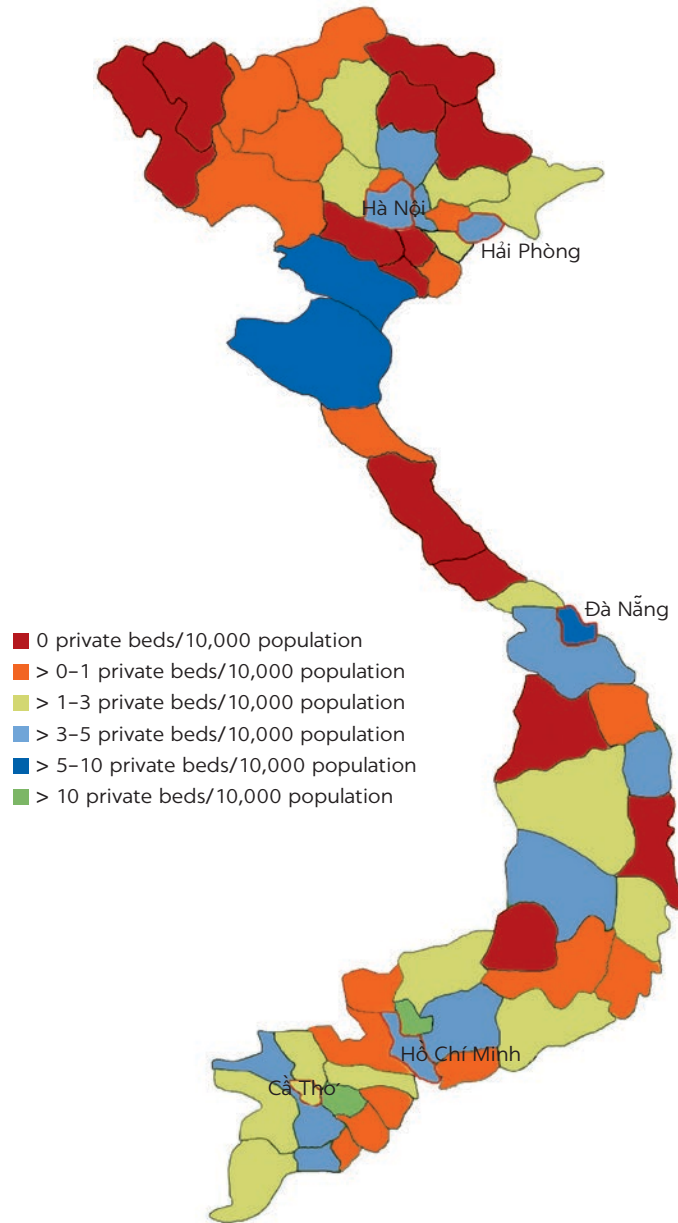 Hà Nội
Hải Phòng
Đà Nẵng
0 private beds/10,000 population
> 0–1 private beds/10,000 population
> 1–3 private beds/10,000 population
> 3–5 private beds/10,000 population
> 5–10 private beds/10,000 population
> 10 private beds/10,000 population
Hồ Chí Minh
Cầ Thơ